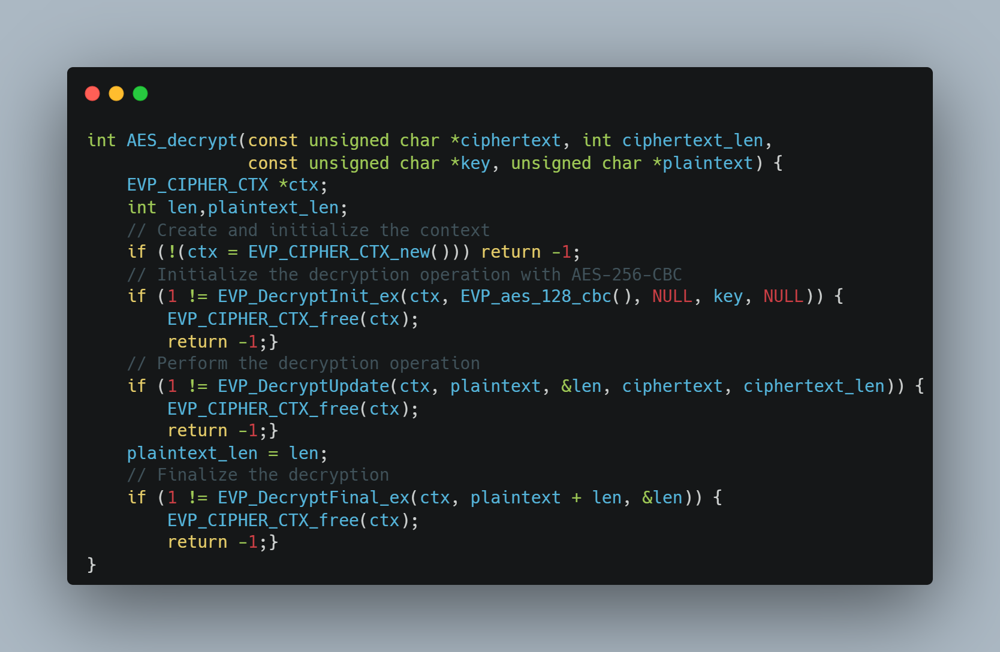 int AES_decrypt(const unsigned char *ciphertext, int ciphertext_len,
                const unsigned char *key, unsigned char *plaintext) {
    EVP_CIPHER_CTX *ctx;
    int len,plaintext_len;
    // Create and initialize the context
    if (!(ctx = EVP_CIPHER_CTX_new())) return -1;
    // Initialize the decryption operation with AES-256-CBC
    if (1 != EVP_DecryptInit_ex(ctx, EVP_aes_128_cbc(), NULL, key, NULL)) {
        EVP_CIPHER_CTX_free(ctx);
        return -1;}
    // Perform the decryption operation
    if (1 != EVP_DecryptUpdate(ctx, plaintext, &len, ciphertext, ciphertext_len)) {
        EVP_CIPHER_CTX_free(ctx);
        return -1;}
    plaintext_len = len;
    // Finalize the decryption
    if (1 != EVP_DecryptFinal_ex(ctx, plaintext + len, &len)) {
        EVP_CIPHER_CTX_free(ctx);
        return -1;}
}